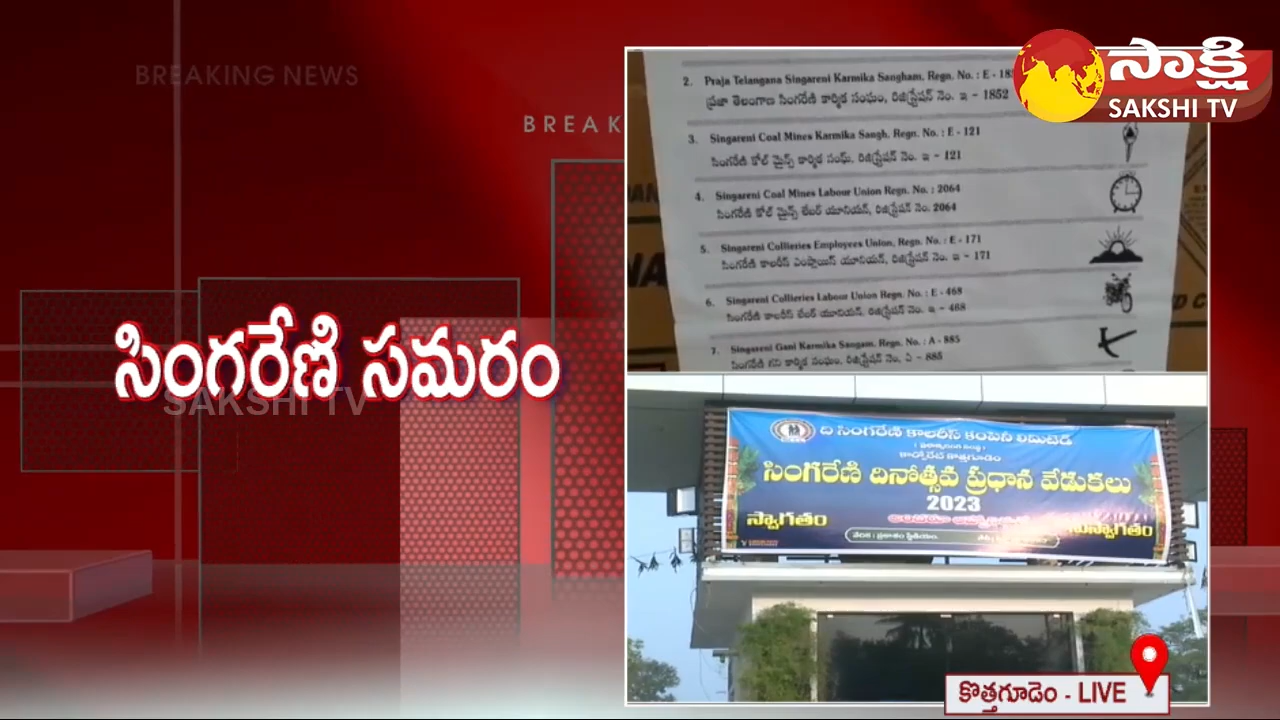 BREAKING NEWS
BREAK
సింగరేణి సమరం
SAKSHI TV
సాక్షి
SAKSHI TV
2. Praja Telangana Singareni Karmika Sangham, Regn. No. : E - 185
ప్రజా తెలంగాణ సింగరేణి కార్మిక సంఘం, రిజిస్ట్రేషన్ నెం. ఇ - 1852
3. Singareni Coal Mines Karmika Sangh, Regn. No. : E - 121
సింగరేణి కోల్ మైన్స్ కార్మిక సంఘ్, రిజిస్ట్రేషన్ నెం. ఇ - 121
4. Singareni Coal Mines Labour Union Regn. No. : 2064
సింగరేణి కోల్ మైన్స్ లేబర్ యూనియన్, రిజిస్ట్రేషన్ నెం. 2064
5. Singareni Collieries Employees Union, Regn. No. : E - 171
సింగరేణి కాలరీస్ ఎంప్లాయిస్ యూనియన్, రిజిస్ట్రేషన్ నెం. ఇ - 171
6. Singareni Collieries Labour Union Regn. No. : E - 468
సింగరేణి కాలరీస్ లేబర్ యూనియన్, రిజిస్ట్రేషన్ నెం. ఇ - 468
7. Singareni Gani Karmika Sangam, Regn. No. : A - 885
సింగరేణి గని కార్మిక సంఘం, రిజిస్ట్రేషన్ నెం. ఏ - 885
ది సింగరేణి కాలరీస్ కంపెనీ లిమిటెడ్
కార్పోరేట్ కొత్తగూడెం
సింగరేణి దినోత్సవ ప్రధాన వేడుకలు
2023
స్వాగతం
సుస్వాగతం
వేదిక : ప్రకాశం స్టేడియం
కొత్తగూడెం - LIVE